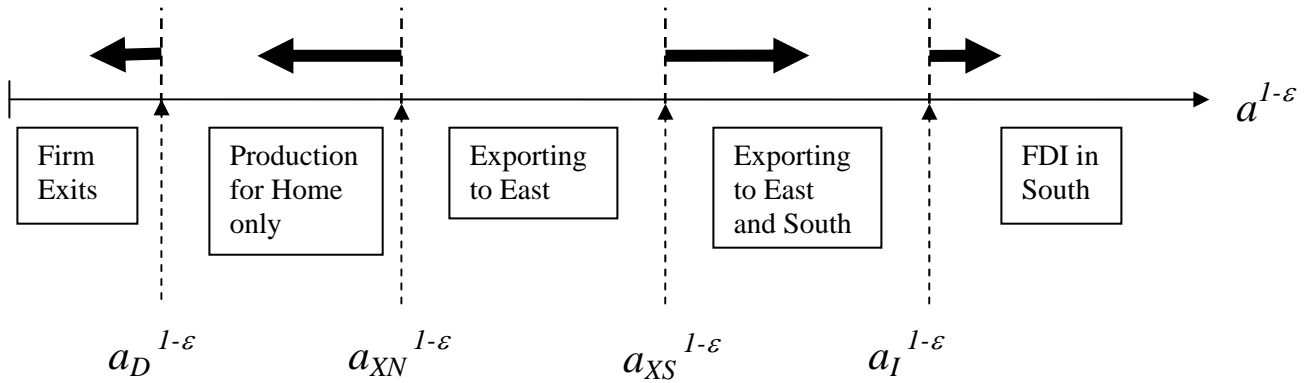 a^{1-ε}
Firm
Exits
Production
for Home
only
Exporting
to East
Exporting
to East
and South
FDI in
South
a_D^{1-ε}
a_{XN}^{1-ε}
a_{XS}^{1-ε}
a_I^{1-ε}